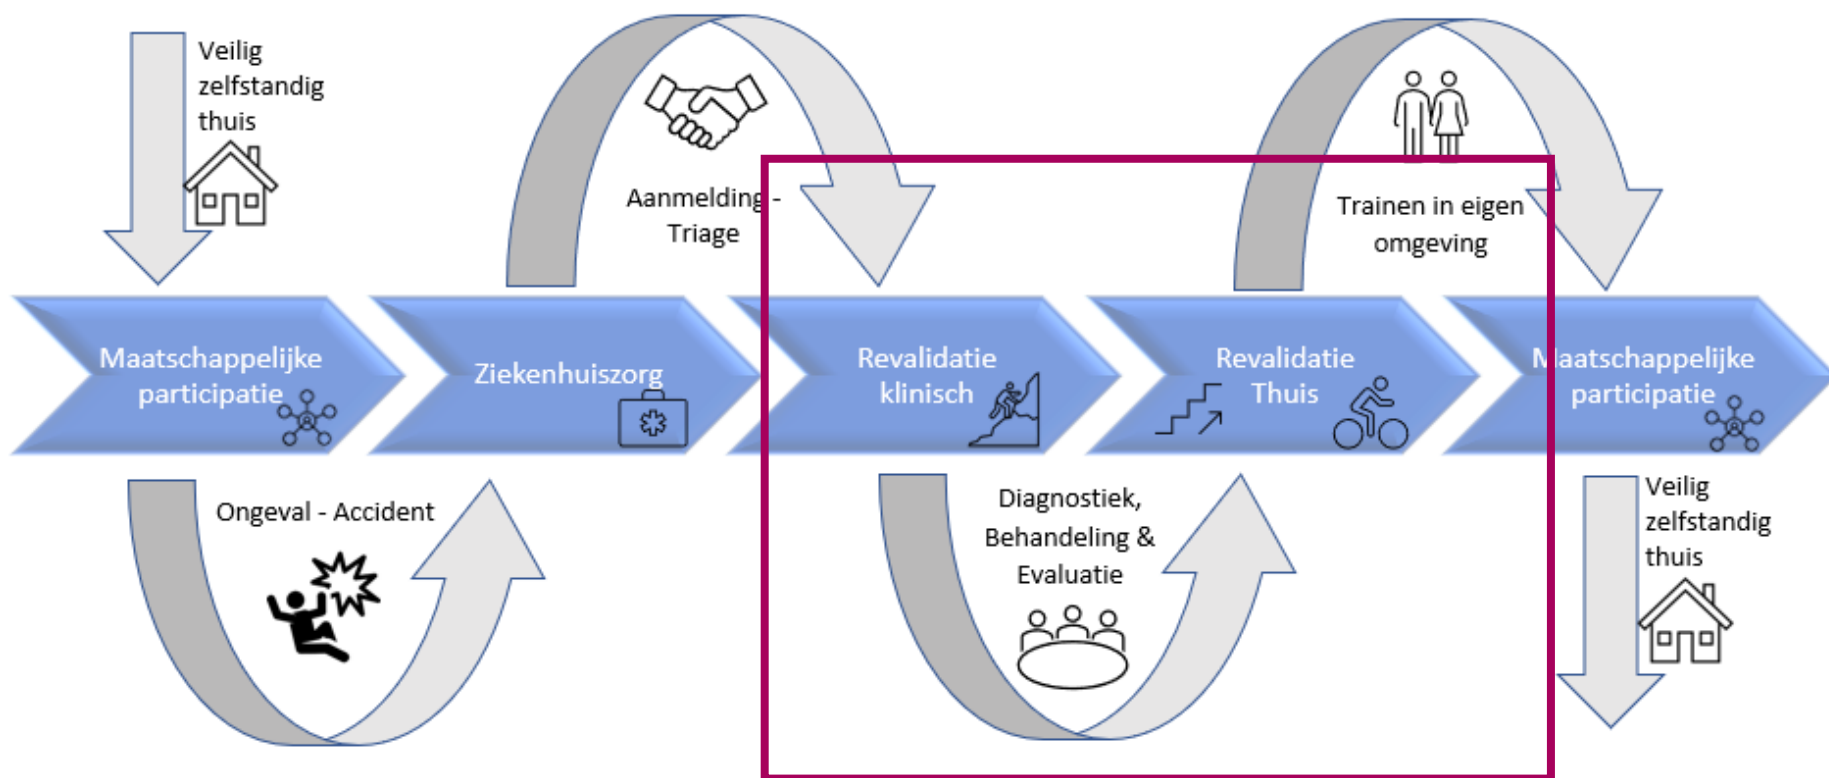 Veilig
zelfstandig
thuis
Aanmelding -
Triage
Trainen in eigen
omgeving
Maatschappelijke
participatie
Ziekenhuiszorg
Revalidatie
klinisch
Revalidatie
Thuis
Maatschappelijke
participatie
Ongeval - Accident
Diagnostiek,
Behandeling &
Evaluatie
Veilig
zelfstandig
thuis